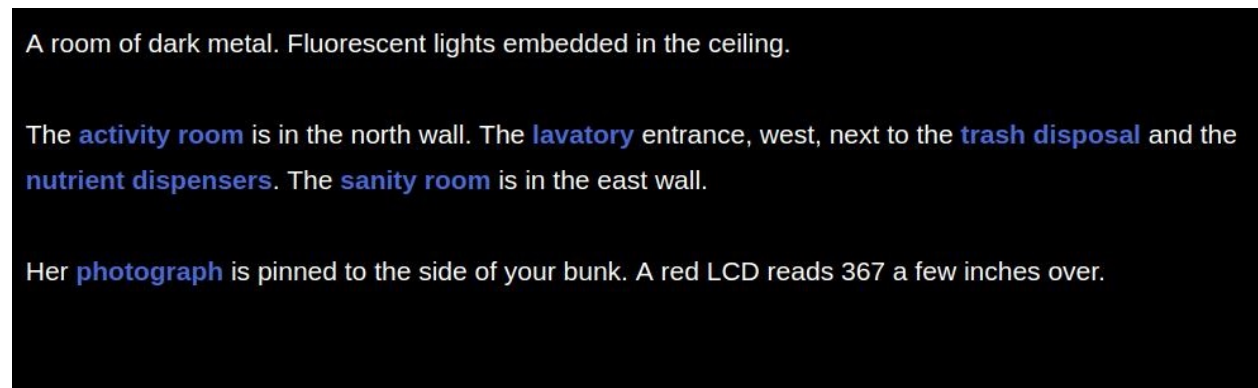 A room of dark metal. Fluorescent lights embedded in the ceiling.
The activity room is in the north wall. The lavatory entrance, west, next to the trash disposal and the
nutrient dispensers. The sanity room is in the east wall.
Her photograph is pinned to the side of your bunk. A red LCD reads 367 a few inches over.